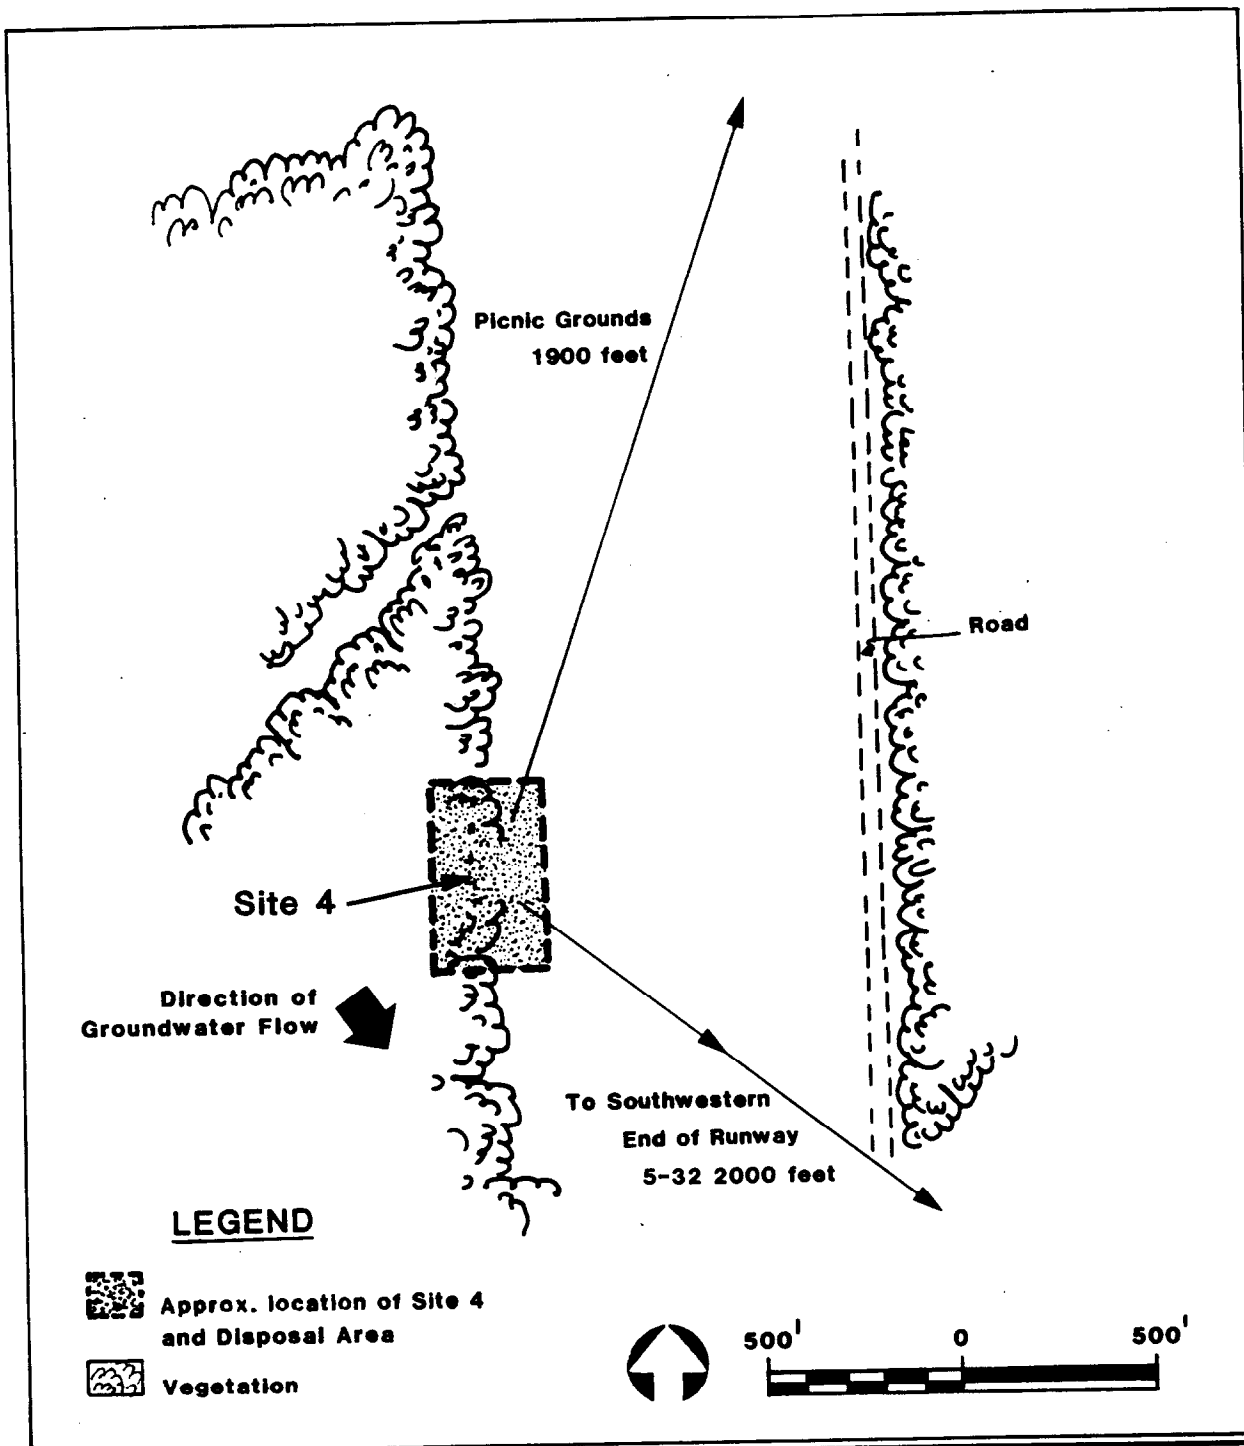 Picnic Grounds
1900 feet
Road
Site 4
Direction of
Groundwater Flow
To Southwestern
End of Runway
5-32 2000 feet
LEGEND
Approx. location of Site 4
and Disposal Area
Vegetation
500' 0 500'